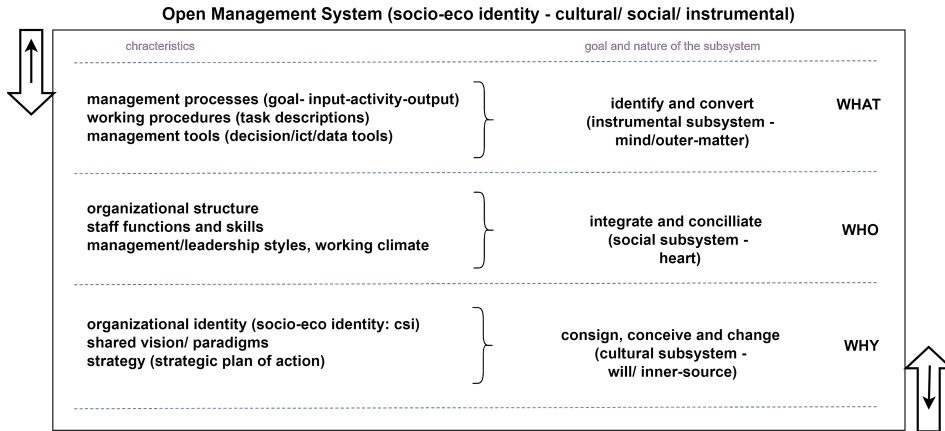 Open Management System (socio-eco identity - cultural/ social/ instrumental)
chracteristics
goal and nature of the subsystem
management processes (goal- input-activity-output)
working procedures (task descriptions)
management tools (decision/ict/data tools)
identify and convert
(instrumental subsystem -
mind/outer-matter)
WHAT
organizational structure
staff functions and skills
management/leadership styles, working climate
integrate and concilliate
(social subsystem -
heart)
WHO
organizational identity (socio-eco identity: csi)
shared vision/ paradigms
strategy (strategic plan of action)
consign, conceive and change
(cultural subsystem -
will/ inner-source)
WHY